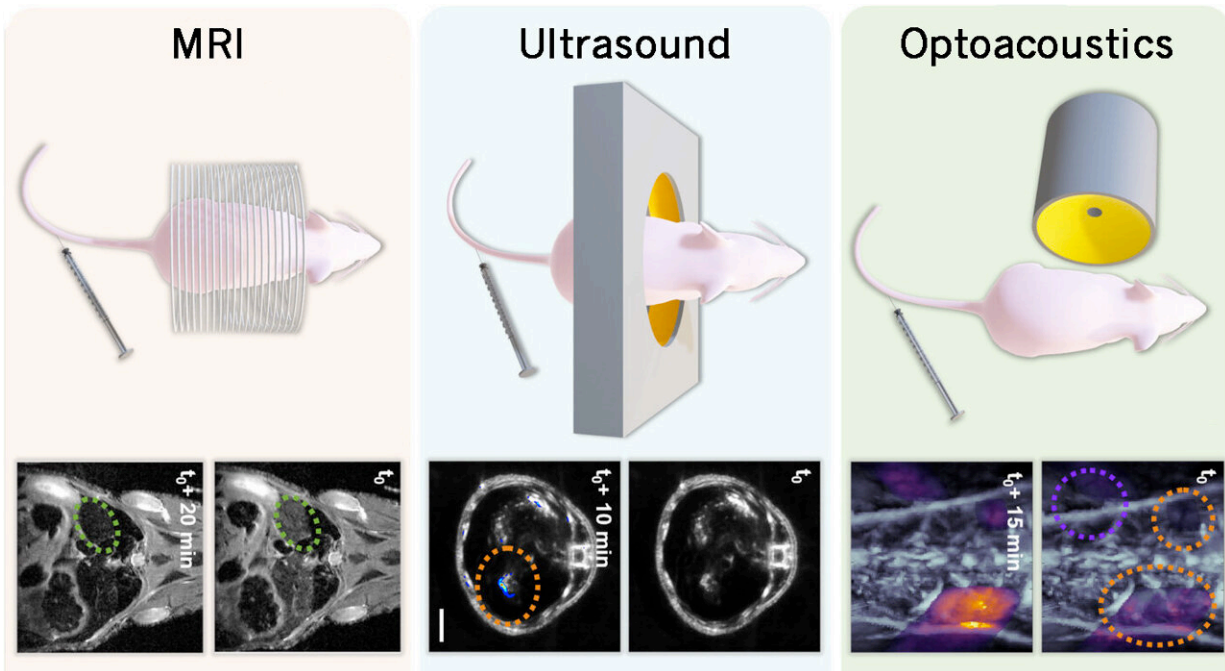 MRI
Ultrasound
Optoacoustics
t₀+ 20 min
t₀
t₀+ 10 min
t₀
t₀+ 15 min
t₀